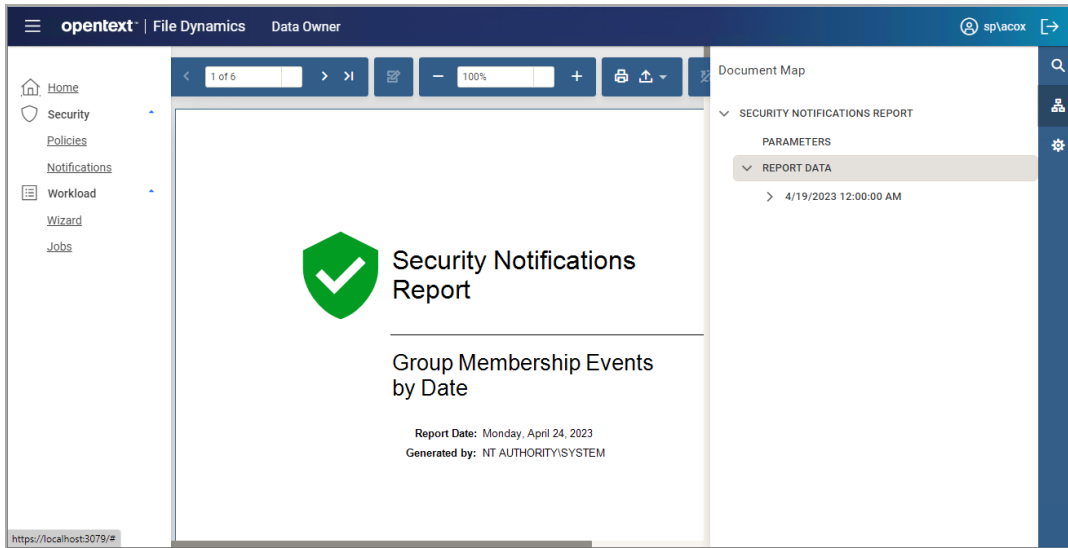 opentext™ | File Dynamics Data Owner sp\acox
Home
Security
Policies
Notifications
Workload
Wizard
Jobs
1 of 6 100%
Security Notifications
Report
Group Membership Events
by Date
Report Date: Monday, April 24, 2023
Generated by: NT AUTHORITY\SYSTEM
Document Map
SECURITY NOTIFICATIONS REPORT
PARAMETERS
REPORT DATA
4/19/2023 12:00:00 AM
https://localhost:3079/#